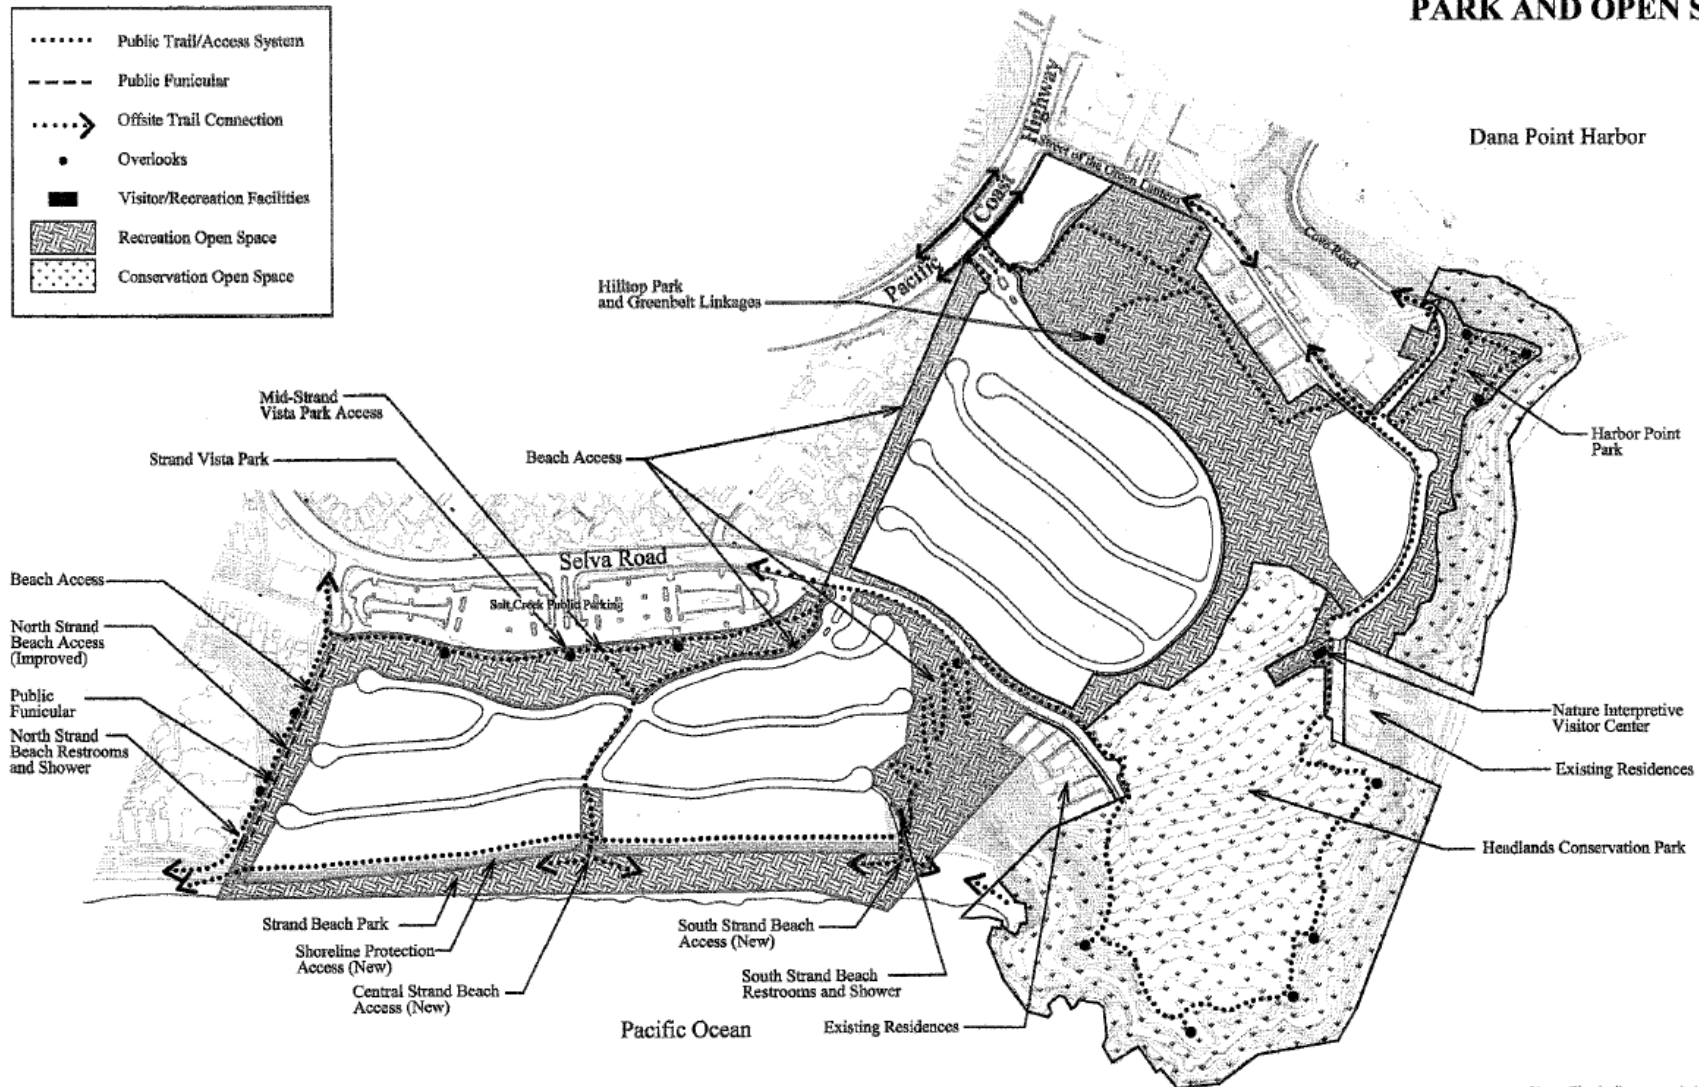 PARK AND OPEN S
Public Trail/Access System
Public Funicular
Offsite Trail Connection
Overlooks
Visitor/Recreation Facilities
Recreation Open Space
Conservation Open Space
Dana Point Harbor
Highway
Coast
Pacific
Street of the Green Lantern
Cove Road
Hilltop Park
and Greenbelt Linkages
Mid-Strand
Vista Park Access
Strand Vista Park
Beach Access
Harbor Point
Park
Selva Road
Salt Creek Public Parking
Beach Access
North Strand
Beach Access
(Improved)
Public
Funicular
North Strand
Beach Restrooms
and Shower
Nature Interpretive
Visitor Center
Existing Residences
Headlands Conservation Park
Strand Beach Park
Shoreline Protection
Access (New)
Central Strand Beach
Access (New)
South Strand Beach
Access (New)
South Strand Beach
Restrooms and Shower
Existing Residences
Pacific Ocean